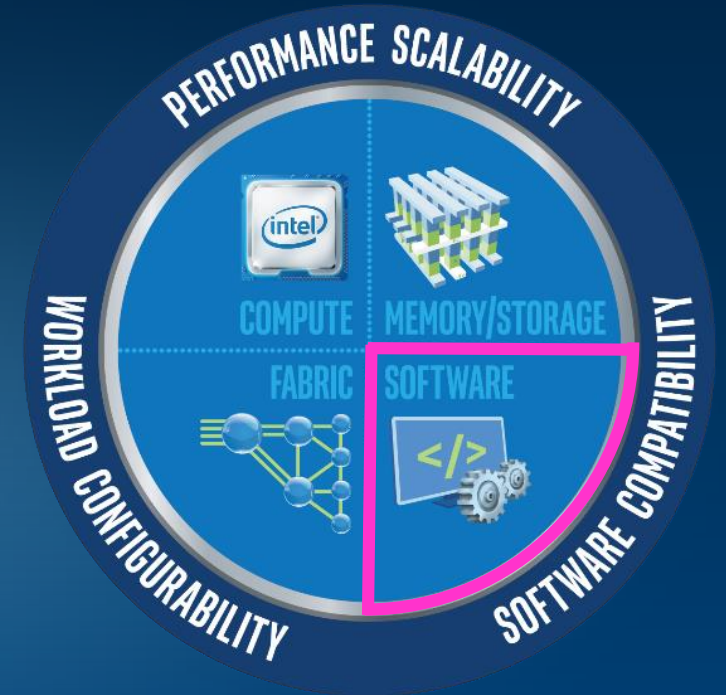 PERFORMANCE SCALABILITY
intel
COMPUTE
MEMORY/STORAGE
FABRIC
SOFTWARE
</>
WORKLOAD CONFIGURABILITY
SOFTWARE COMPATIBILITY